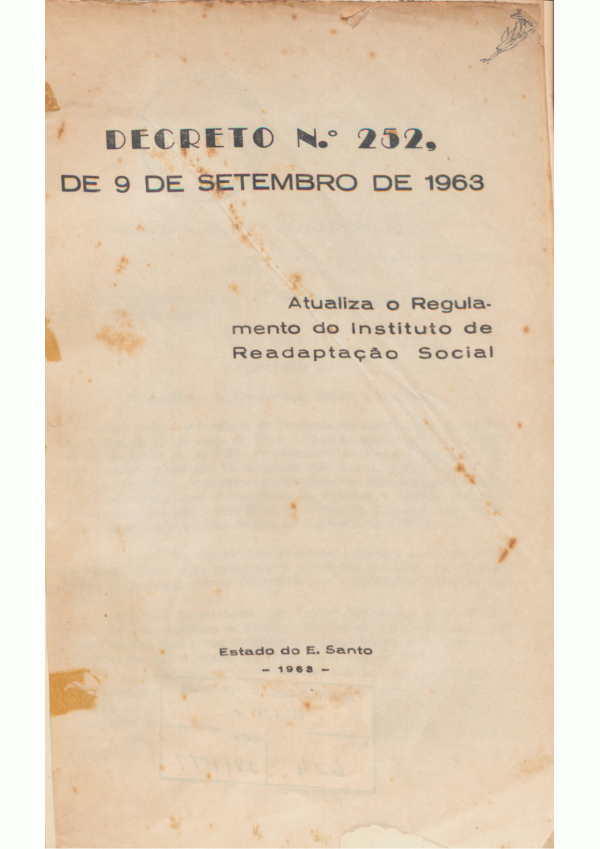 DECRETO N.º 252,
DE 9 DE SETEMBRO DE 1963
Atualiza o Regula-
mento do Instituto de
Readaptação Social
Estado do E. Santo
- 1963 -